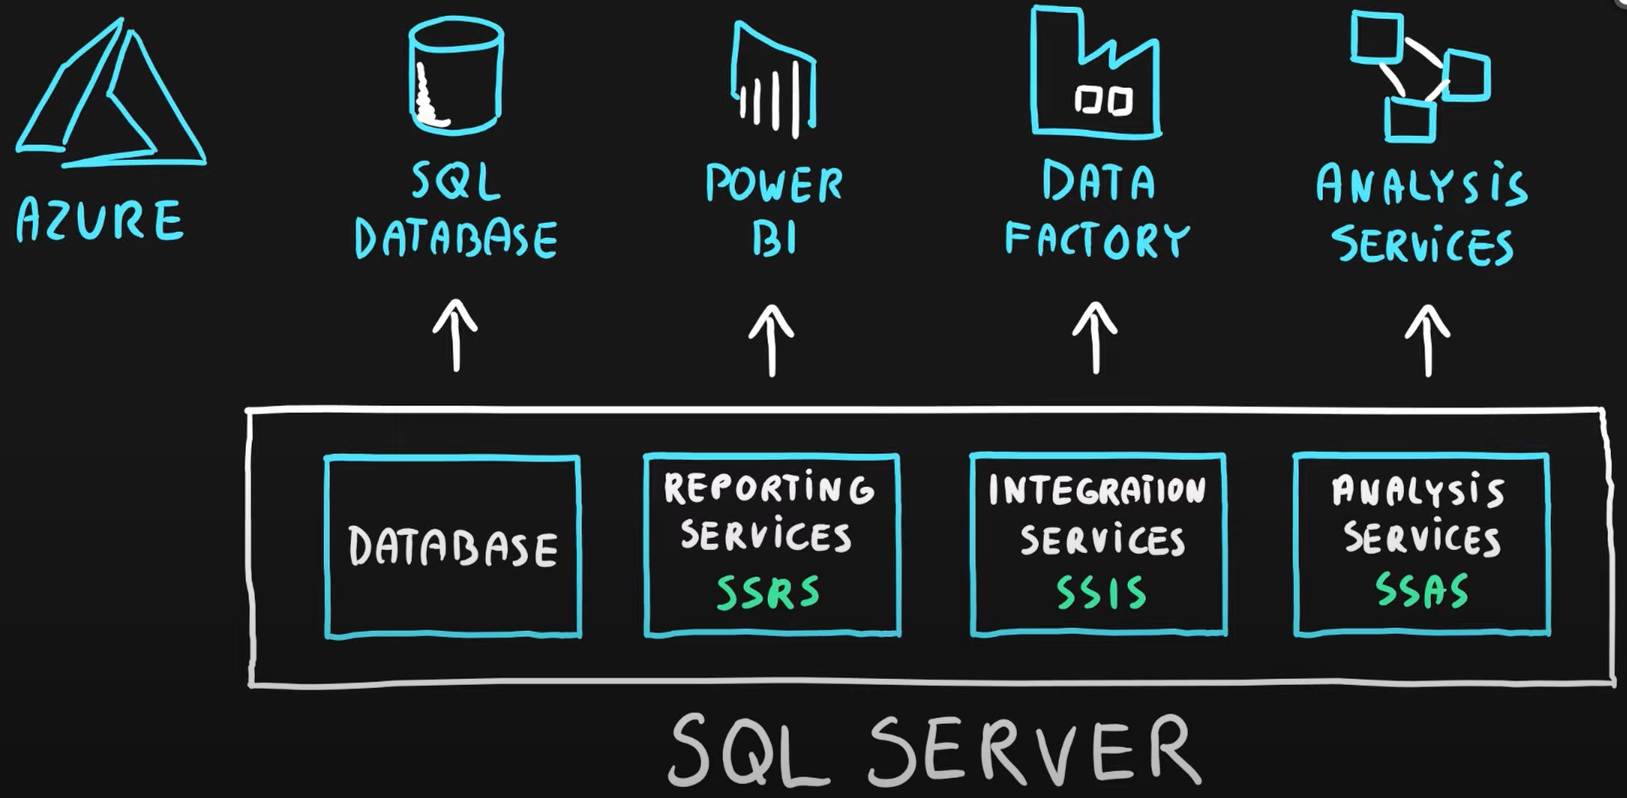 AZURE
SQL
DATABASE
POWER
BI
DATA
FACTORY
ANALYSIS
SERVICES
DATABASE
REPORTING
SERVICES
SSRS
INTEGRATION
SERVICES
SSIS
ANALYSIS
SERVICES
SSAS
SQL SERVER